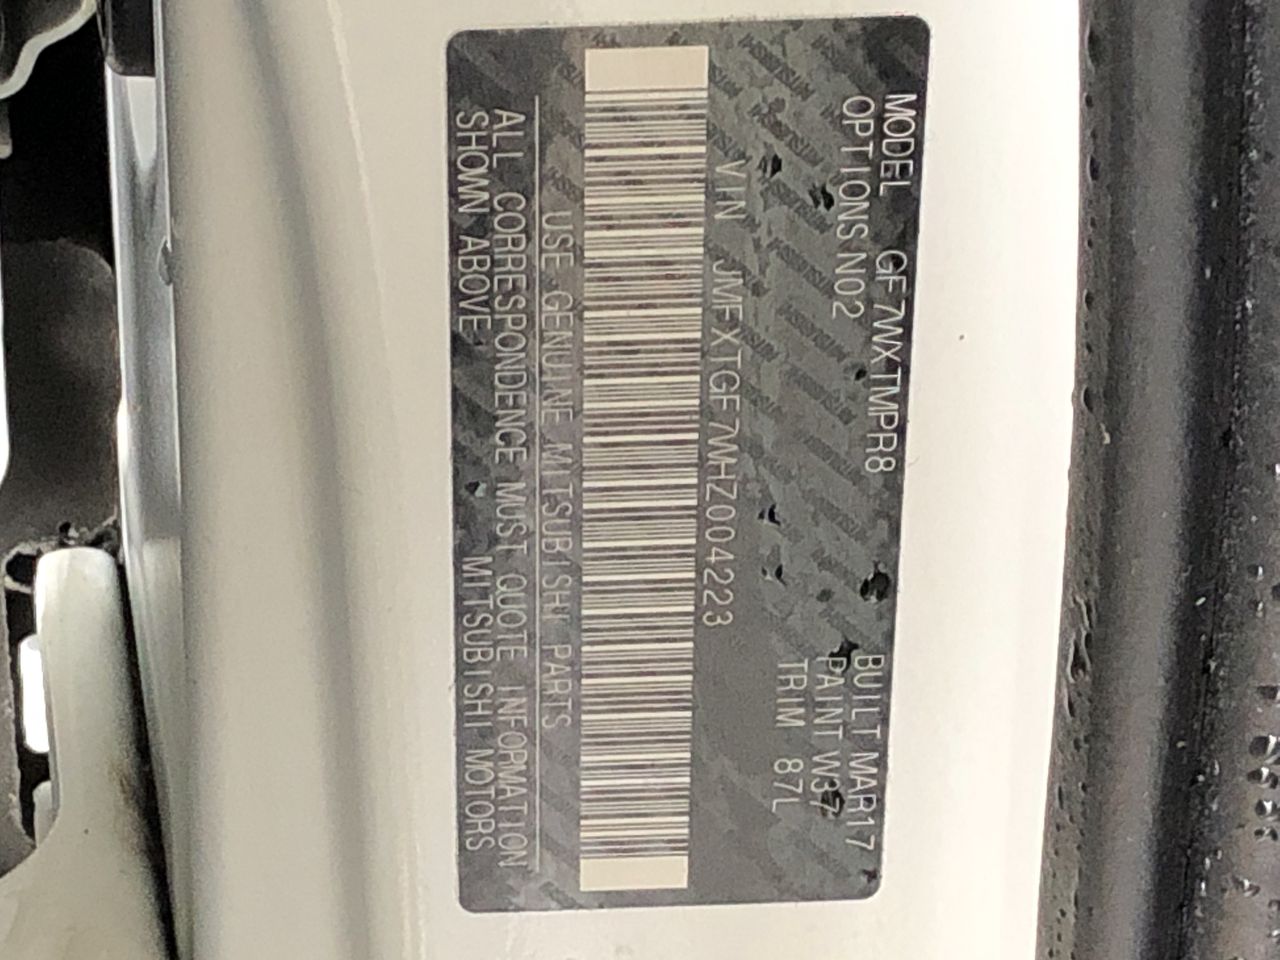 MODEL GF7WXTMPR8
OPTIONS NO2
BUILT MAR17
PAINT W37
TRIM 87L
VIN JMFXTGF7WHZ004223
USE GENUINE MITSUBISHI PARTS
ALL CORRESPONDENCE MUST QUOTE INFORMATION
SHOWN ABOVE.
MITSUBISHI MOTORS